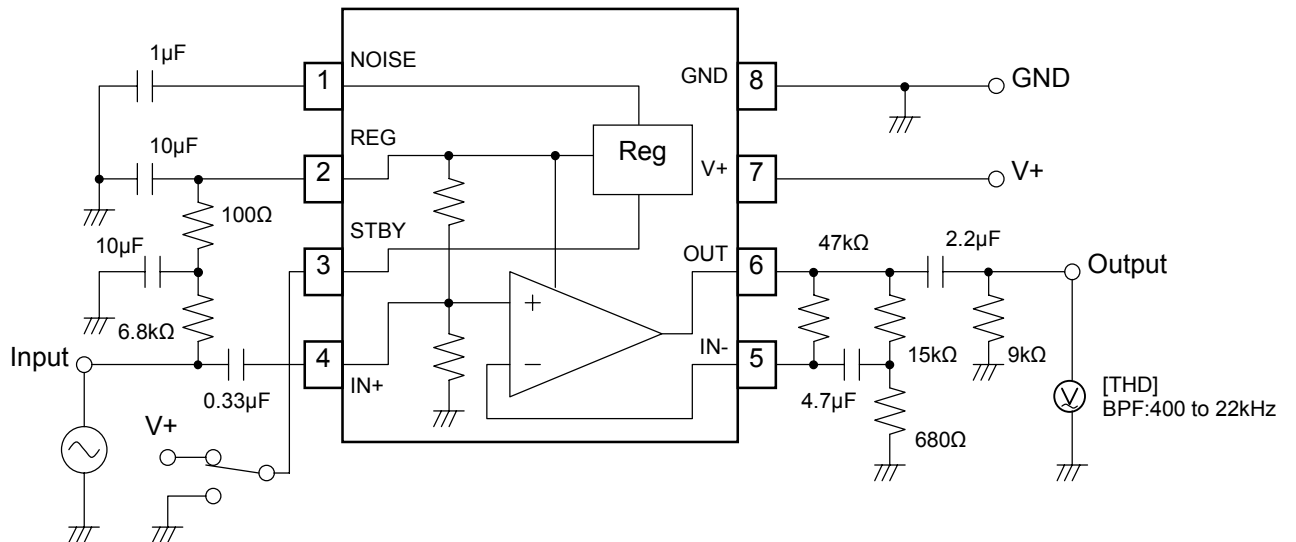 1µF
1
NOISE
GND
8
GND
10µF
REG
2
Reg
V+
7
V+
100Ω
10µF
STBY
3
OUT
6
47kΩ
2.2µF
Output
6.8kΩ
+
−
Input
4
IN+
0.33µF
IN-
5
15kΩ
9kΩ
4.7µF
V
[THD]
BPF:400 to 22kHz
V+
680Ω